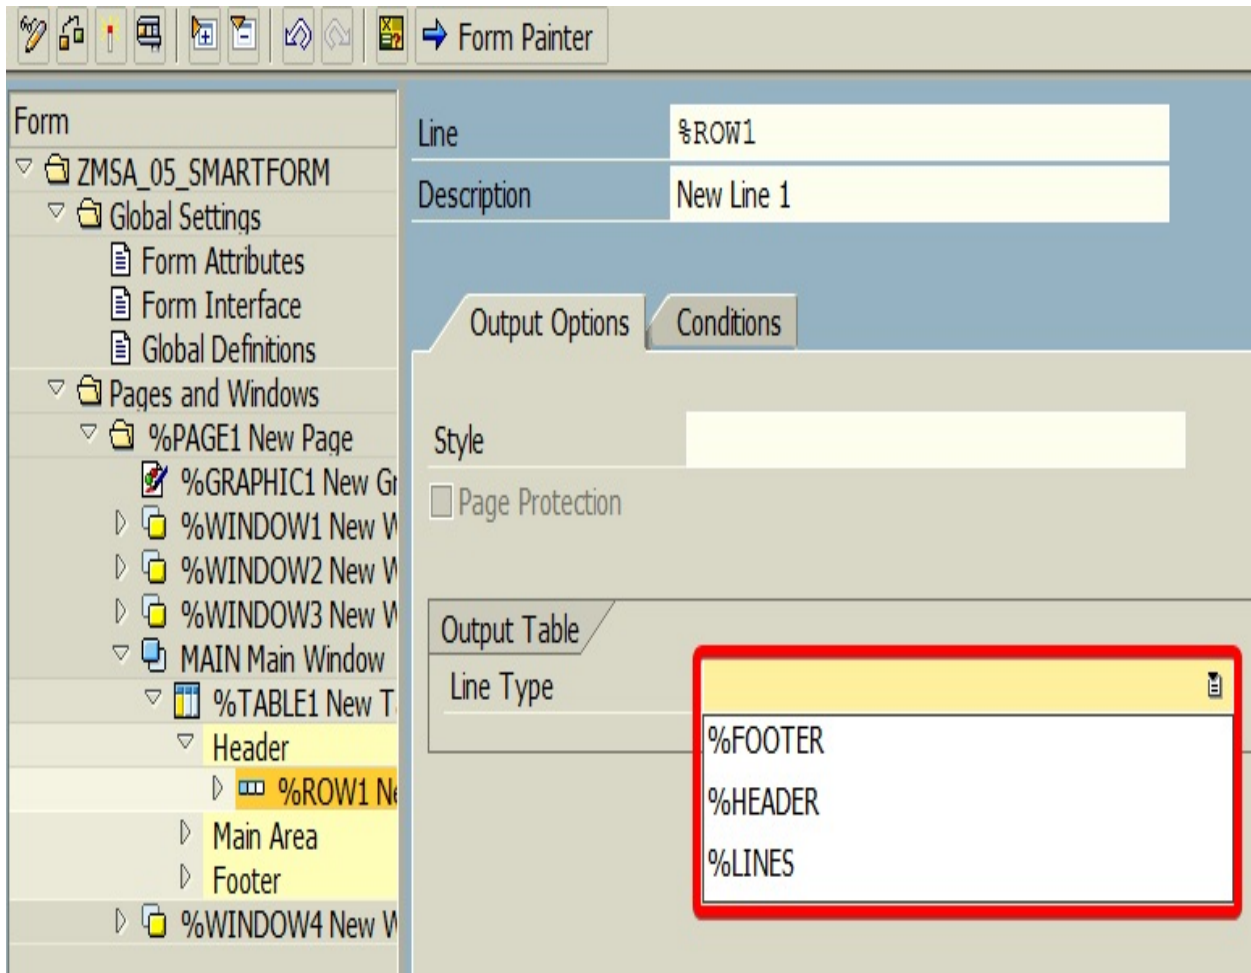 Form Painter
Form
ZMSA_05_SMARTFORM
Global Settings
Form Attributes
Form Interface
Global Definitions
Pages and Windows
%PAGE1 New Page
%GRAPHIC1 New Gr
%WINDOW1 New W
%WINDOW2 New W
%WINDOW3 New W
MAIN Main Window
%TABLE1 New T
Header
%ROW1 Ne
Main Area
Footer
%WINDOW4 New W
Line %ROW1
Description New Line 1
Output Options Conditions
Style
Page Protection
Output Table
Line Type
%FOOTER
%HEADER
%LINES